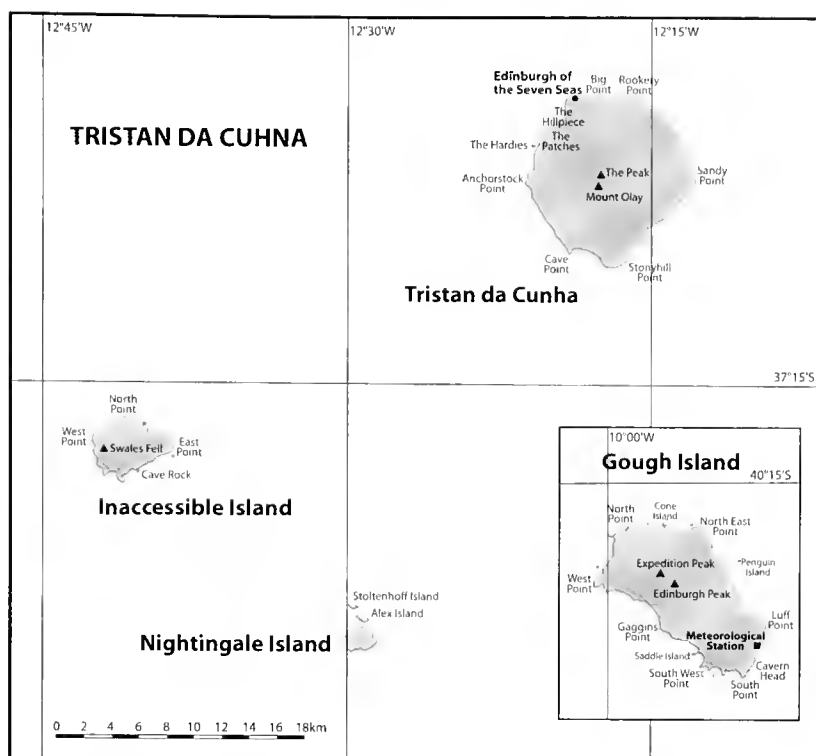 12°45'W
12°30'W
12°15'W
TRISTAN DA CUHNA
Edinburgh of
the Seven Seas
Big
Point
Rookery
Point
The
Hillpiece
The
Patches
The Hardies
The Peak
Mount Olay
Anchorstock
Point
Sandy
Point
Cave
Point
Stonyhill
Point
Tristan da Cunha
37°15'S
North
Point
West
Point
Swales Fell
East
Point
Cave Rock
Inaccessible Island
Stoltenhoff Island
Alex Island
Nightingale Island
0 2 4 6 8 10 12 14 16 18km
10°00'W
Gough Island
40°15'S
North
Point
Cone
Island
North East
Point
Expedition Peak
Penguin
Island
West
Point
Edinburgh Peak
Gaggins
Point
Luff
Point
Meteorological
Station
Saddle Island
South West
Point
Cavern
Head
South
Point